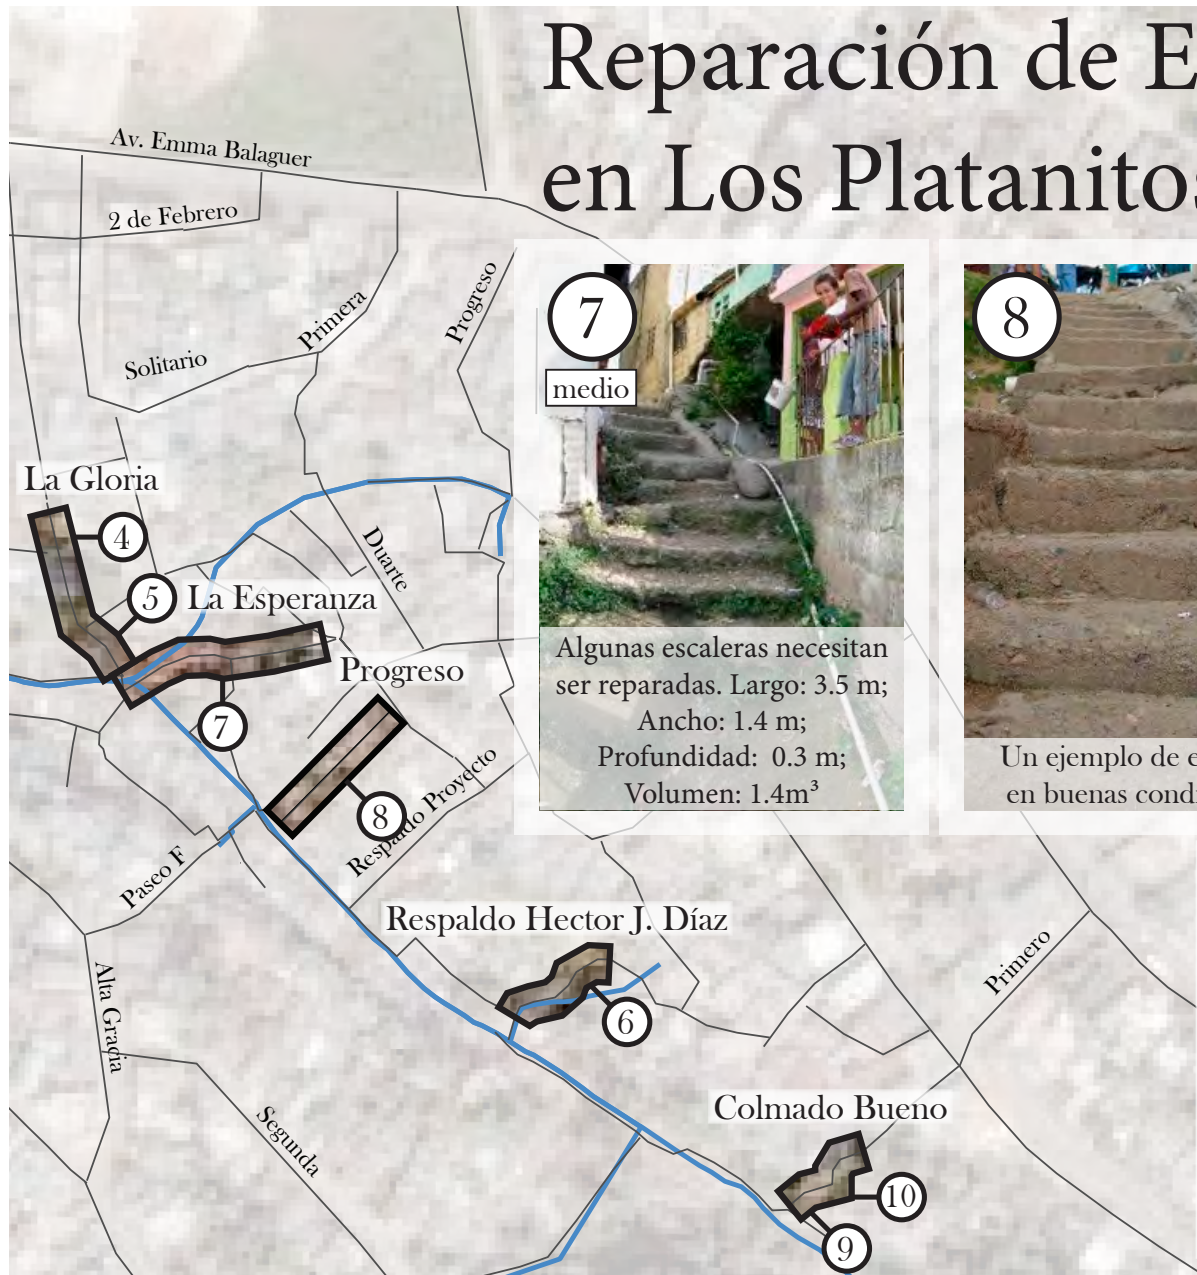 Reparación de E
en Los Platanitos
Av. Emma Balaguer
2 de Febrero
Primera
Progreso
Solitario
7
medio
8
La Gloria
4
Duarte
5
La Esperanza
Progreso
7
Algunas escaleras necesitan
ser reparadas. Largo: 3.5 m;
Ancho: 1.4 m;
Profundidad: 0.3 m;
Volumen: 1.4m³
Un ejemplo de e
en buenas condi
8
Respaldo Proyecto
Paseo F
Respaldo Hector J. Díaz
Primero
Alta Gracia
6
Segunda
Colmado Bueno
10
9